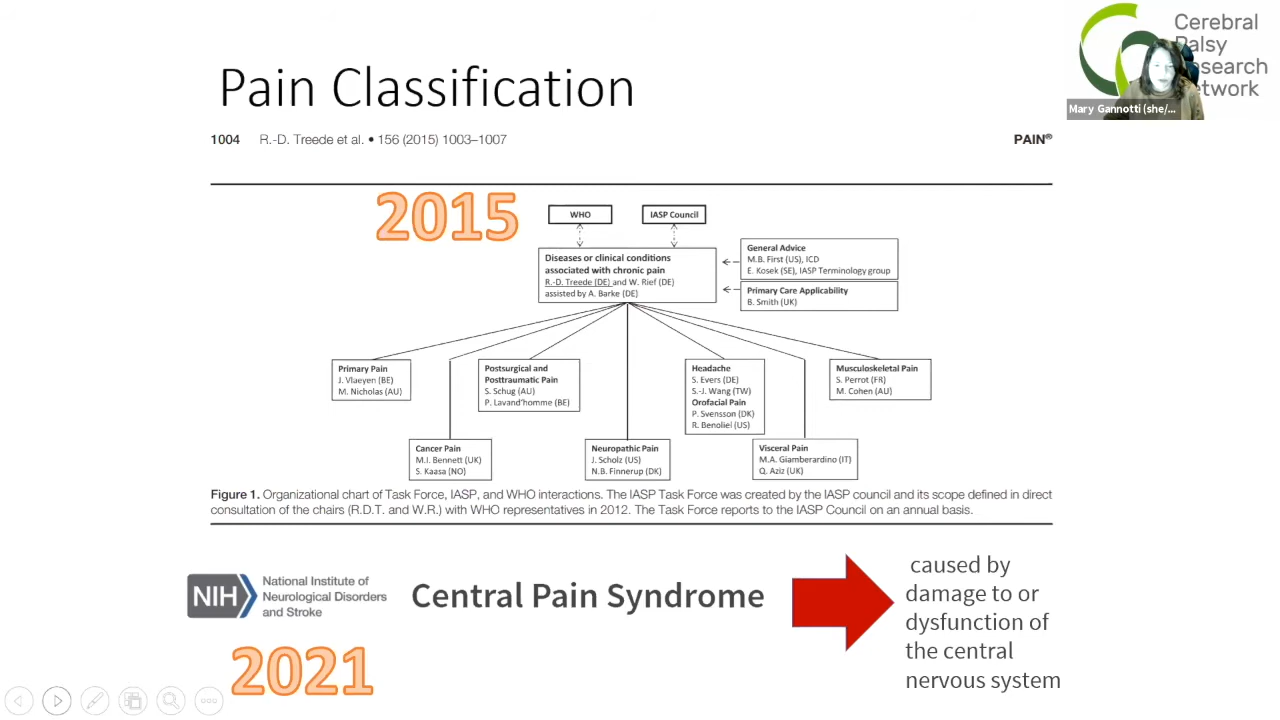 Cerebral
Palsy
Research
Network
Mary Gannotti (she/...
Pain Classification
1004 R.-D. Treede et al. • 156 (2015) 1003–1007 PAIN®
2015
WHO
IASP Council
Diseases or clinical conditions
associated with chronic pain
R.-D. Treede (DE) and W. Rief (DE)
assisted by A. Barke (DE)
General Advice
M.B. First (US), ICD
E. Kosek (SE), IASP Terminology group
Primary Care Applicability
B. Smith (UK)
Primary Pain
J. Vlaeyen (BE)
M. Nicholas (AU)
Postsurgical and
Posttraumatic Pain
S. Schug (AU)
P. Lavand'homme (BE)
Headache
S. Evers (DE)
S.-J. Wang (TW)
Orofacial Pain
P. Svensson (DK)
R. Benoliel (US)
Musculoskeletal Pain
S. Perrot (FR)
M. Cohen (AU)
Cancer Pain
M.I. Bennett (UK)
S. Kaasa (NO)
Neuropathic Pain
J. Scholz (US)
N.B. Finnerup (DK)
Visceral Pain
M.A. Giamberardino (IT)
Q. Aziz (UK)
Figure 1. Organizational chart of Task Force, IASP, and WHO interactions. The IASP Task Force was created by the IASP council and its scope defined in direct
consultation of the chairs (R.D.T. and W.R.) with WHO representatives in 2012. The Task Force reports to the IASP Council on an annual basis.
NIH
National Institute of
Neurological Disorders
and Stroke
Central Pain Syndrome
2021
caused by
damage to or
dysfunction of
the central
nervous system